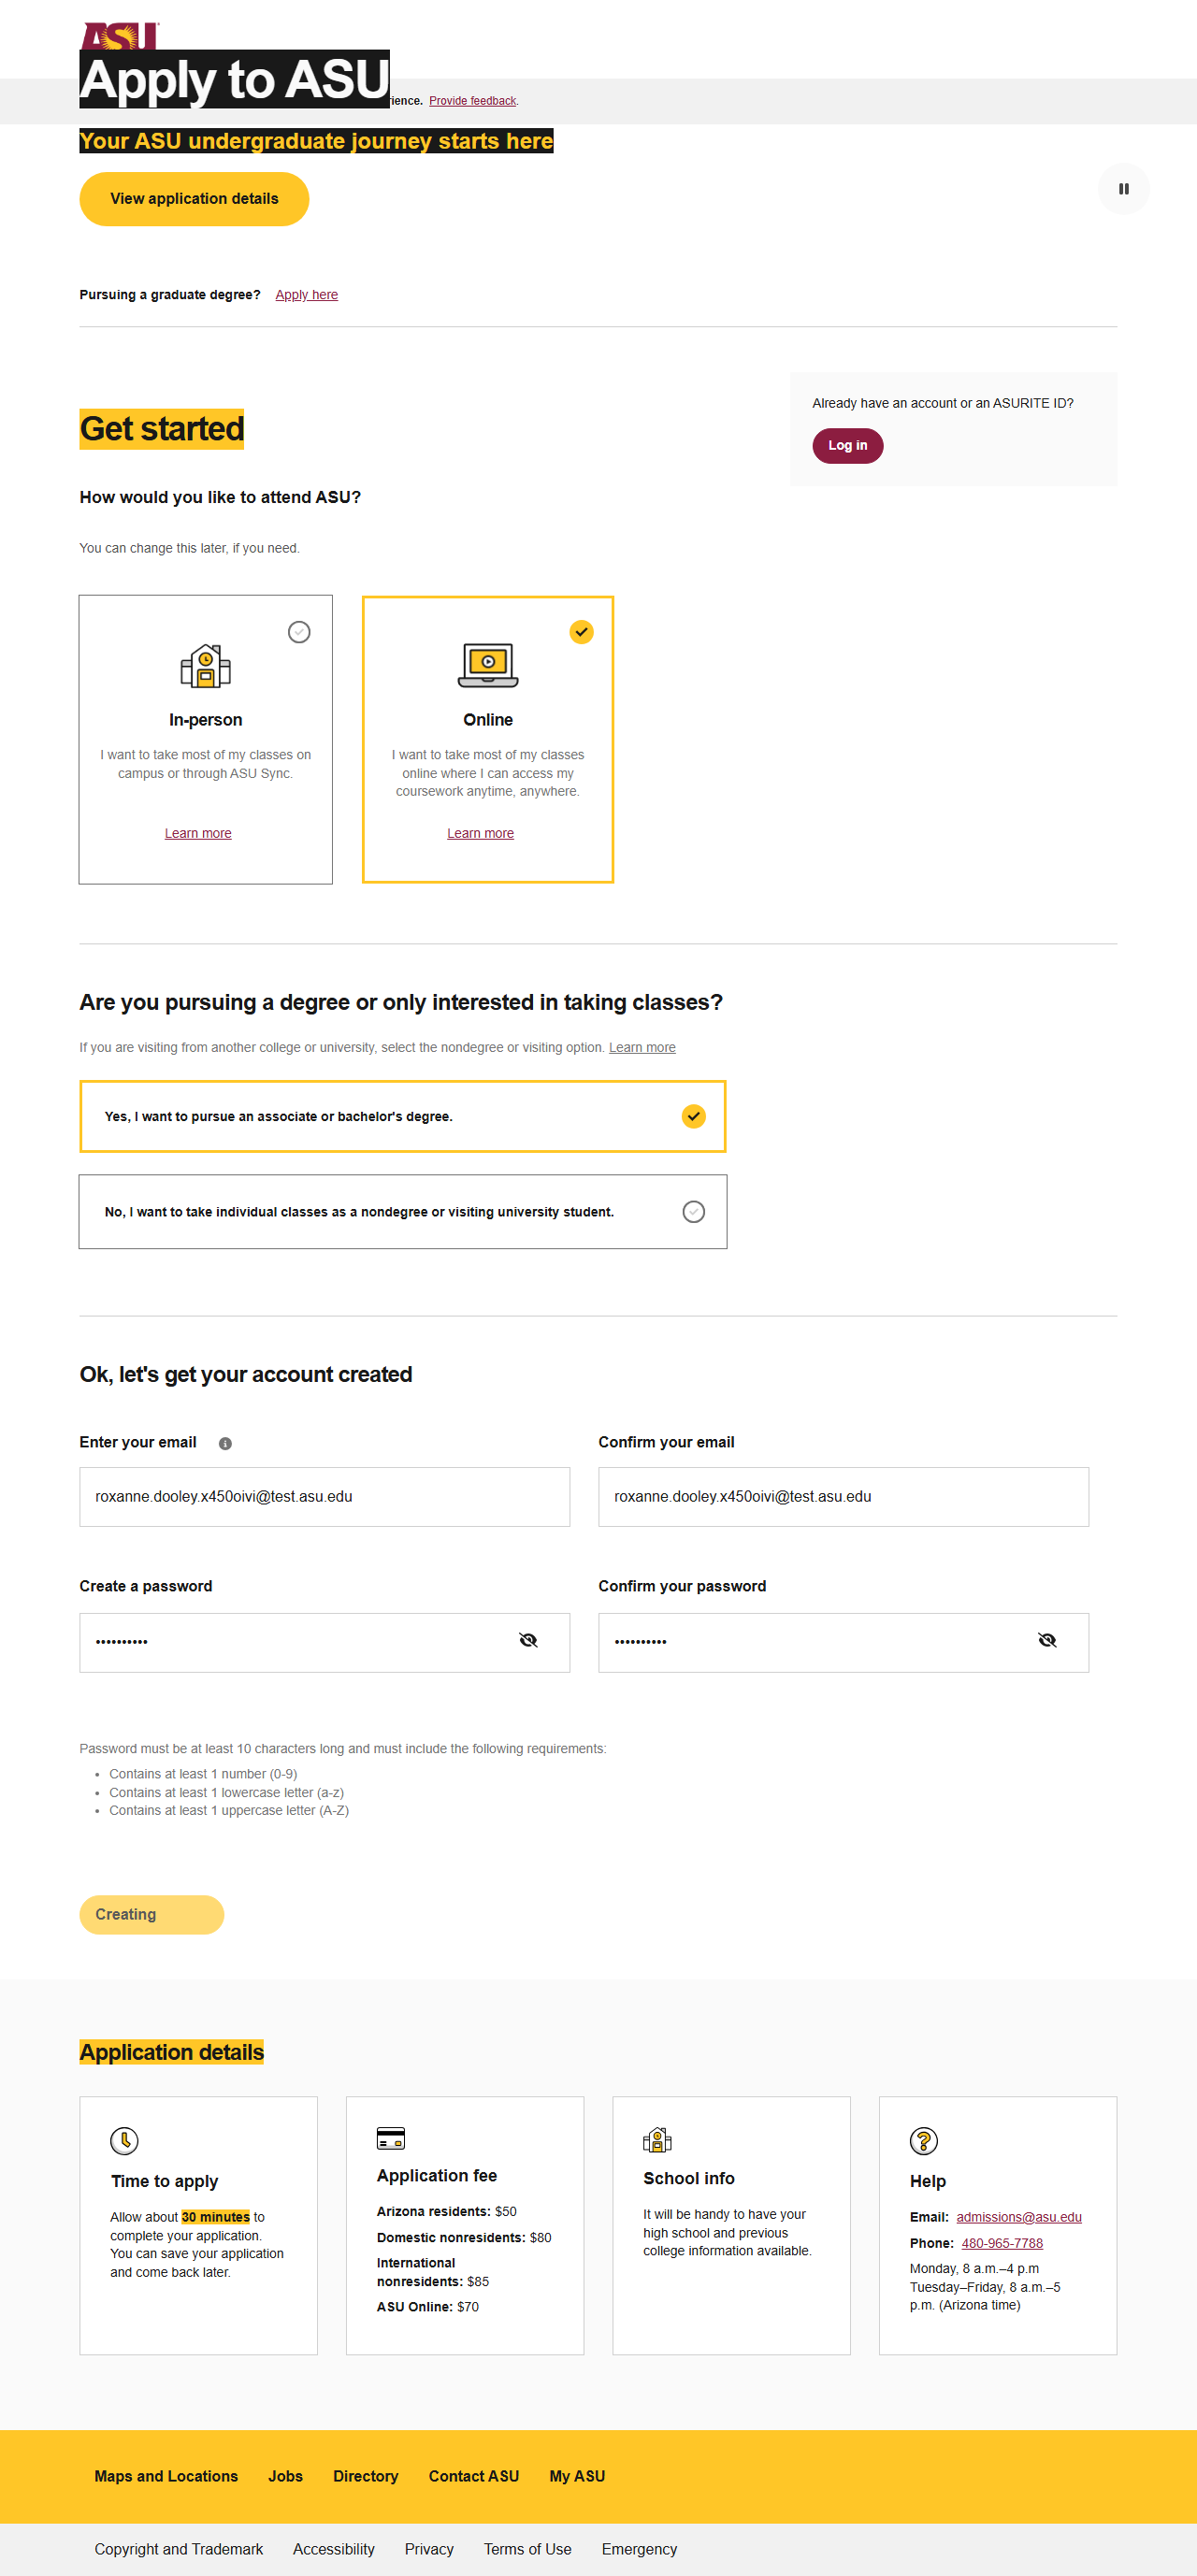 ASU
Apply to ASU
rience. Provide feedback.
Your ASU undergraduate journey starts here
View application details
Pursuing a graduate degree? Apply here
Already have an account or an ASURITE ID?
Log in
Get started
How would you like to attend ASU?
You can change this later, if you need.
In-person
I want to take most of my classes on
campus or through ASU Sync.
Learn more
Online
I want to take most of my classes
online where I can access my
coursework anytime, anywhere.
Learn more
Are you pursuing a degree or only interested in taking classes?
If you are visiting from another college or university, select the nondegree or visiting option. Learn more
Yes, I want to pursue an associate or bachelor's degree.
No, I want to take individual classes as a nondegree or visiting university student.
Ok, let's get your account created
Enter your email
Confirm your email
roxanne.dooley.x450oivi@test.asu.edu
roxanne.dooley.x450oivi@test.asu.edu
Create a password
Confirm your password
••••••••••
••••••••••
Password must be at least 10 characters long and must include the following requirements:
• Contains at least 1 number (0-9)
• Contains at least 1 lowercase letter (a-z)
• Contains at least 1 uppercase letter (A-Z)
Creating
Application details
Time to apply
Allow about 30 minutes to
complete your application.
You can save your application
and come back later.
Application fee
Arizona residents: $50
Domestic nonresidents: $80
International
nonresidents: $85
ASU Online: $70
School info
It will be handy to have your
high school and previous
college information available.
Help
Email: admissions@asu.edu
Phone: 480-965-7788
Monday, 8 a.m.–4 p.m
Tuesday–Friday, 8 a.m.–5
p.m. (Arizona time)
Maps and Locations Jobs Directory Contact ASU My ASU
Copyright and Trademark Accessibility Privacy Terms of Use Emergency